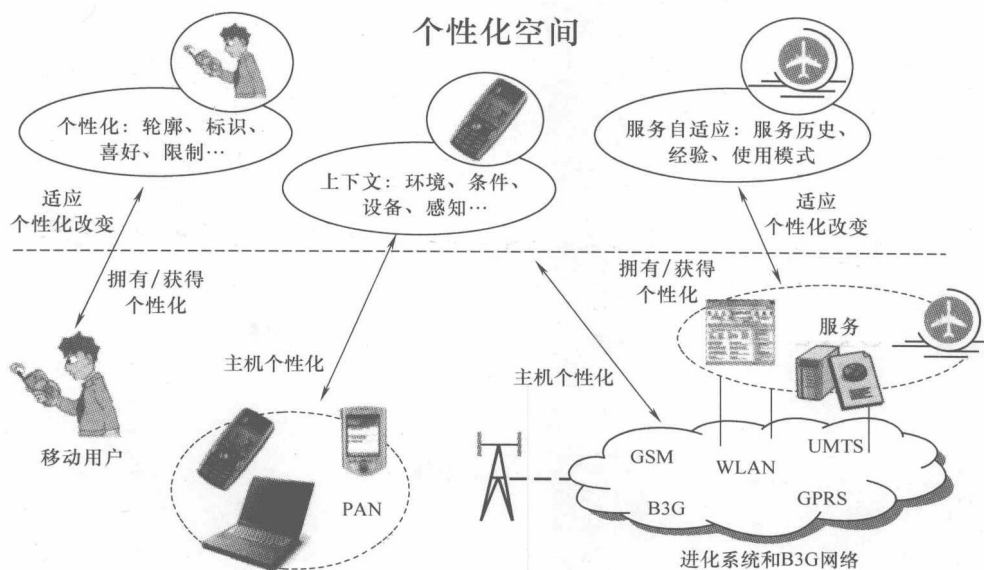 个性化空间
个性化：轮廓、标识、
喜好、限制…
上下文：环境、条件、
设备、感知…
服务自适应：服务历史、
经验、使用模式
适应
个性化改变
适应
个性化改变
拥有/获得
个性化
拥有/获得
个性化
主机个性化
主机个性化
服务
移动用户
PAN
GSM
WLAN
UMTS
B3G
GPRS
进化系统和B3G网络